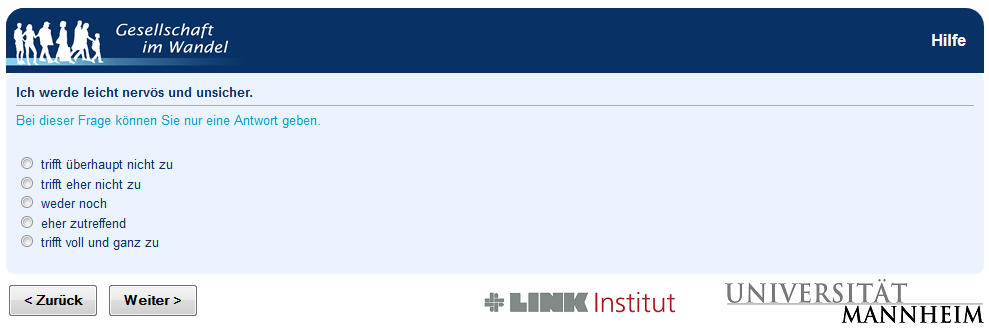 Gesellschaft
im Wandel
Hilfe
Ich werde leicht nervös und unsicher.
Bei dieser Frage können Sie nur eine Antwort geben.
trifft überhaupt nicht zu
trifft eher nicht zu
weder noch
eher zutreffend
trifft voll und ganz zu
< Zurück
Weiter >
LINK Institut
UNIVERSITÄT
MANNHEIM